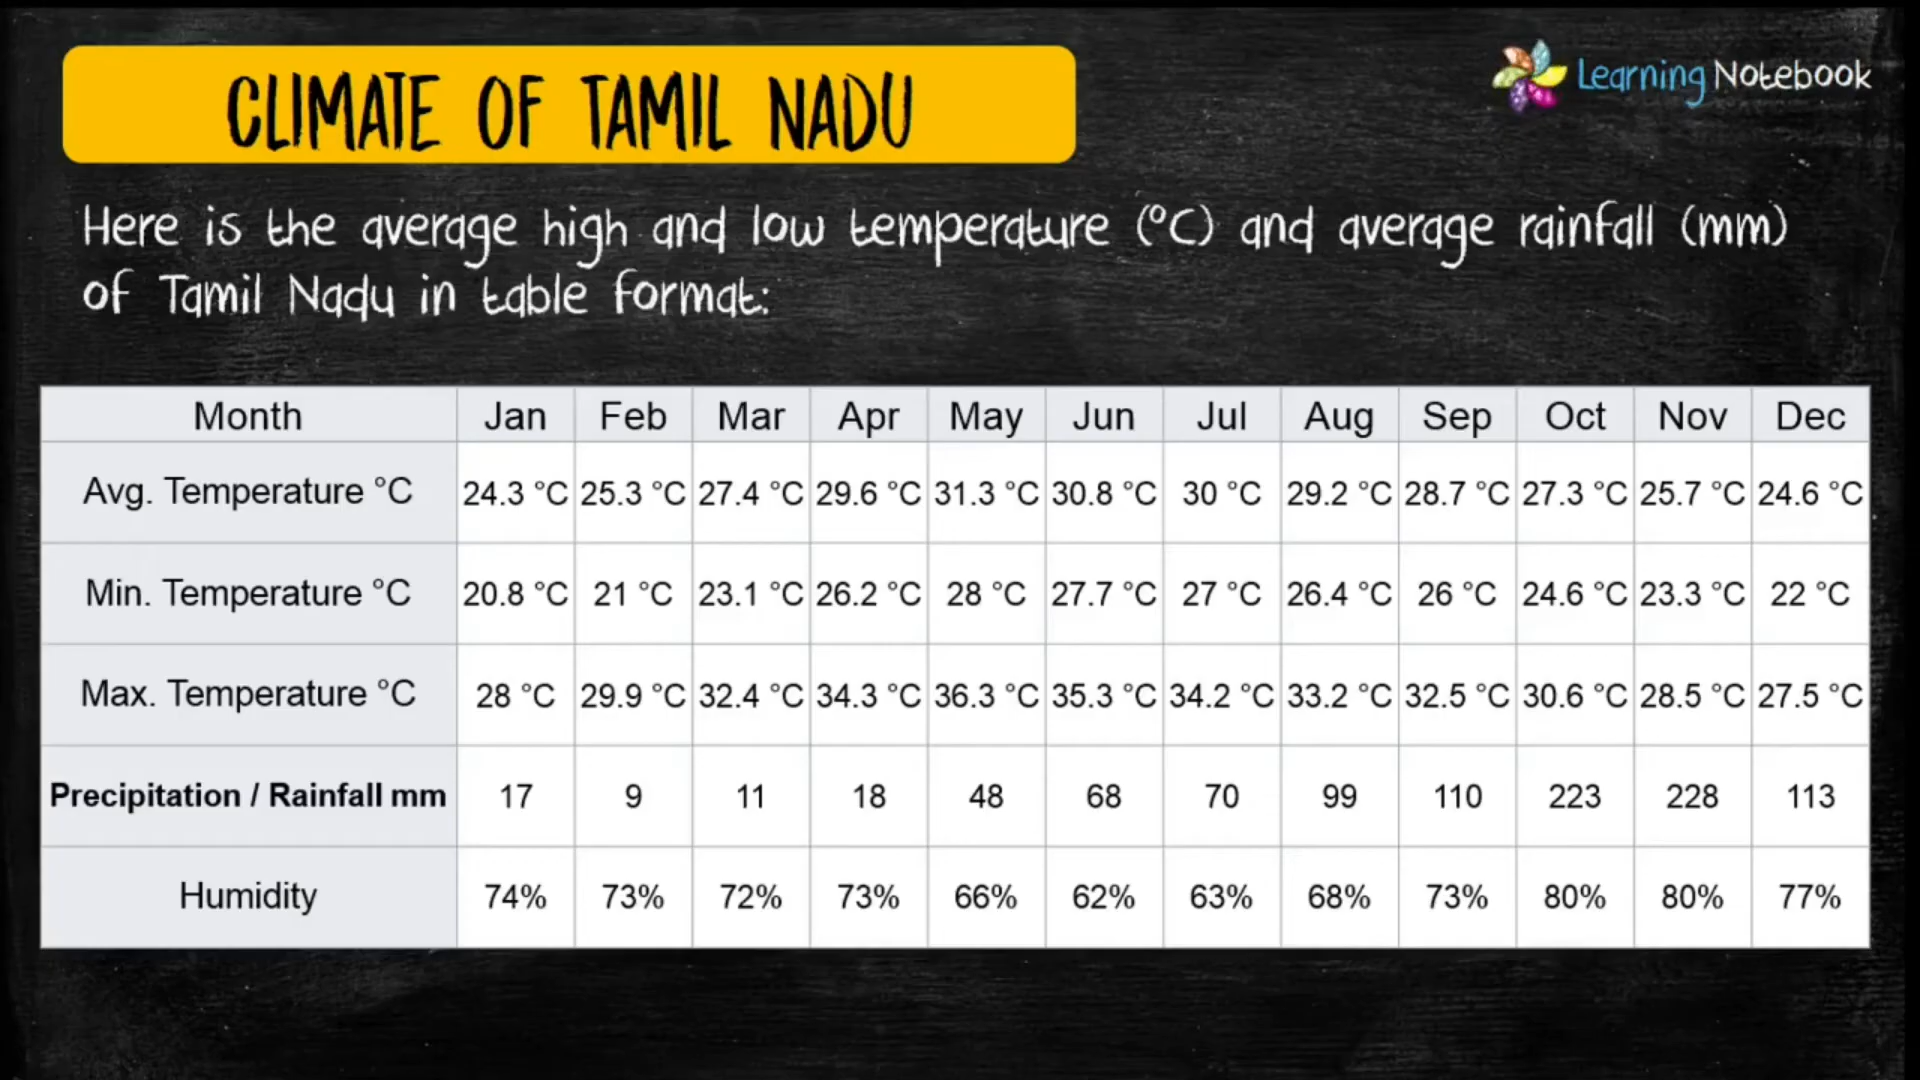 CLIMATE OF TAMIL NADU
Learning Notebook
Here is the average high and low temperature (°C) and average rainfall (mm)
of Tamil Nadu in table format:
Month Jan Feb Mar Apr May Jun Jul Aug Sep Oct Nov Dec
Avg. Temperature °C 24.3 °C 25.3 °C 27.4 °C 29.6 °C 31.3 °C 30.8 °C 30 °C 29.2 °C 28.7 °C 27.3 °C 25.7 °C 24.6 °C
Min. Temperature °C 20.8 °C 21 °C 23.1 °C 26.2 °C 28 °C 27.7 °C 27 °C 26.4 °C 26 °C 24.6 °C 23.3 °C 22 °C
Max. Temperature °C 28 °C 29.9 °C 32.4 °C 34.3 °C 36.3 °C 35.3 °C 34.2 °C 33.2 °C 32.5 °C 30.6 °C 28.5 °C 27.5 °C
Precipitation / Rainfall mm 17 9 11 18 48 68 70 99 110 223 228 113
Humidity 74% 73% 72% 73% 66% 62% 63% 68% 73% 80% 80% 77%